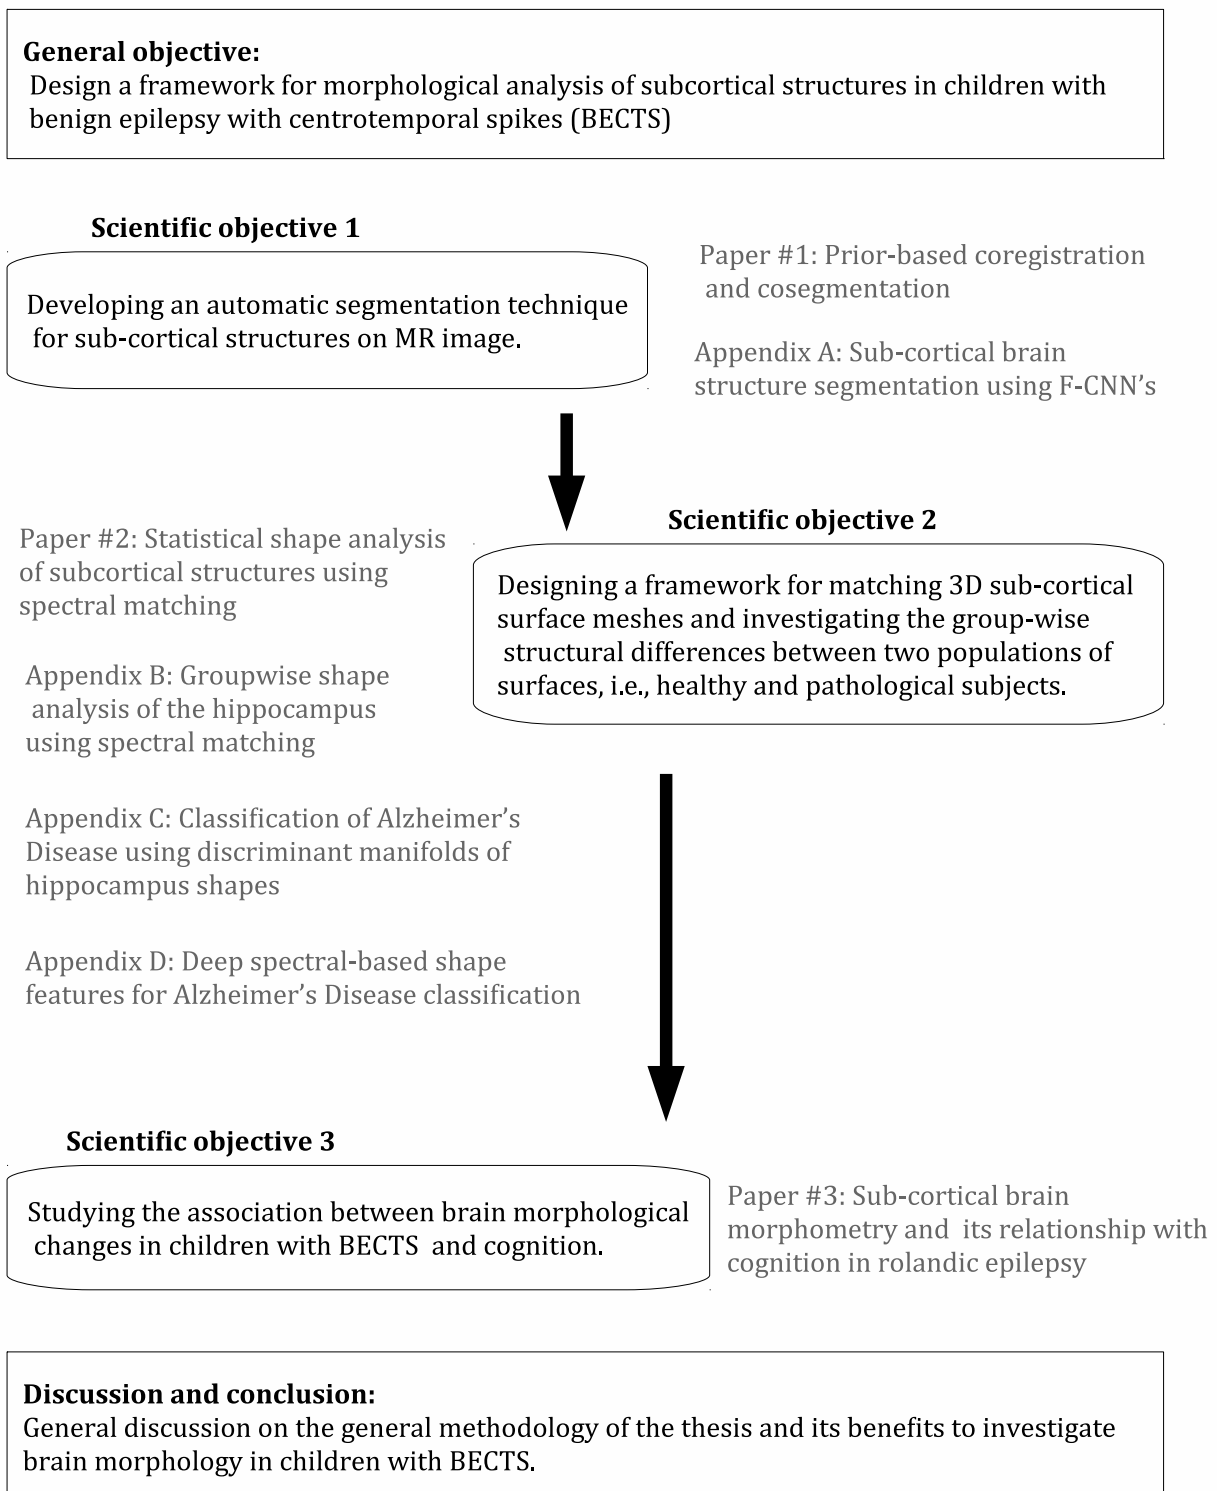 General objective:
Design a framework for morphological analysis of subcortical structures in children with
benign epilepsy with centrotemporal spikes (BECTS)
Scientific objective 1
Developing an automatic segmentation technique
for sub-cortical structures on MR image.
Paper #1: Prior-based coregistration
and cosegmentation
Appendix A: Sub-cortical brain
structure segmentation using F-CNN's
Scientific objective 2
Designing a framework for matching 3D sub-cortical
surface meshes and investigating the group-wise
structural differences between two populations of
surfaces, i.e., healthy and pathological subjects.
Paper #2: Statistical shape analysis
of subcortical structures using
spectral matching
Appendix B: Groupwise shape
analysis of the hippocampus
using spectral matching
Appendix C: Classification of Alzheimer's
Disease using discriminant manifolds of
hippocampus shapes
Appendix D: Deep spectral-based shape
features for Alzheimer's Disease classification
Scientific objective 3
Studying the association between brain morphological
changes in children with BECTS and cognition.
Paper #3: Sub-cortical brain
morphometry and its relationship with
cognition in rolandic epilepsy
Discussion and conclusion:
General discussion on the general methodology of the thesis and its benefits to investigate
brain morphology in children with BECTS.